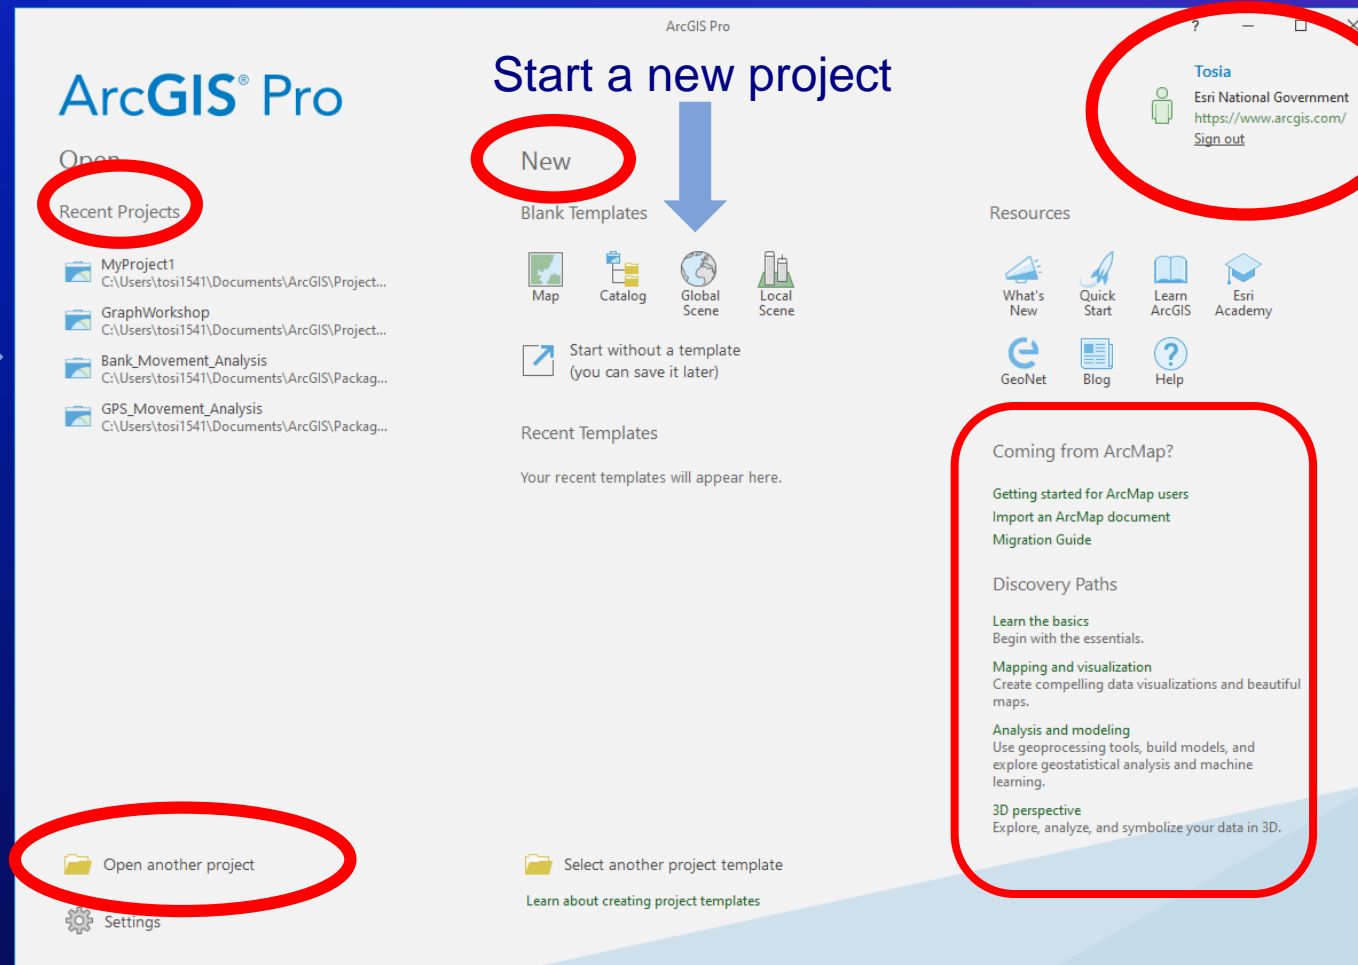 ArcGIS Pro
?
ArcGIS® Pro
Start a new project
Tosia
Esri National Government
https://www.arcgis.com/
Sign out
Open
Recent Projects
MyProject1
C:\Users\tosi1541\Documents\ArcGIS\Project...
GraphWorkshop
C:\Users\tosi1541\Documents\ArcGIS\Project...
Bank_Movement_Analysis
C:\Users\tosi1541\Documents\ArcGIS\Packag...
GPS_Movement_Analysis
C:\Users\tosi1541\Documents\ArcGIS\Packag...
Open another project
Settings
New
Blank Templates
Map
Catalog
Global
Scene
Local
Scene
Start without a template
(you can save it later)
Recent Templates
Your recent templates will appear here.
Select another project template
Learn about creating project templates
Resources
What's
New
Quick
Start
Learn
ArcGIS
Esri
Academy
GeoNet
Blog
Help
Coming from ArcMap?
Getting started for ArcMap users
Import an ArcMap document
Migration Guide
Discovery Paths
Learn the basics
Begin with the essentials.
Mapping and visualization
Create compelling data visualizations and beautiful
maps.
Analysis and modeling
Use geoprocessing tools, build models, and
explore geostatistical analysis and machine
learning.
3D perspective
Explore, analyze, and symbolize your data in 3D.